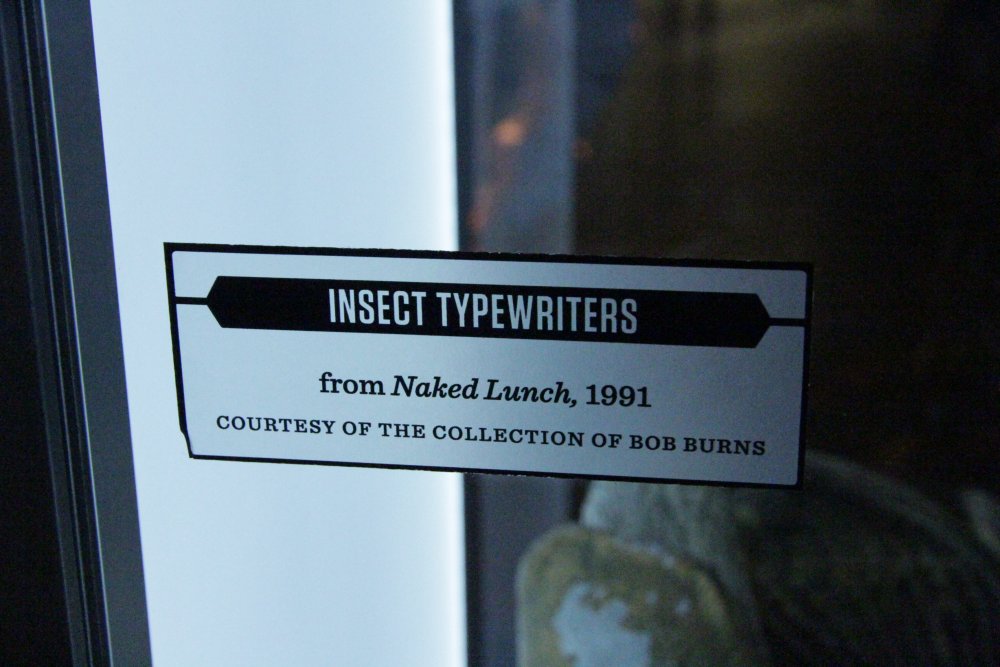 INSECT TYPEWRITERS
from Naked Lunch, 1991
COURTESY OF THE COLLECTION OF BOB BURNS